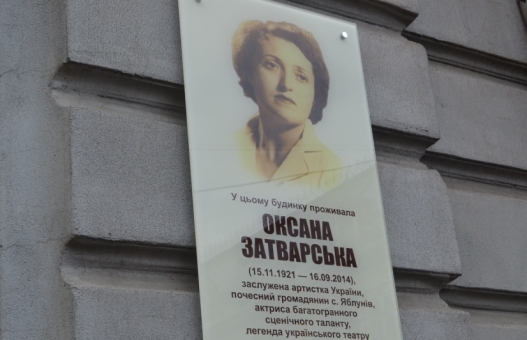 У цьому будинку проживала
ОКСАНА
ЗАТВАРСЬКА
(15.11.1921 — 16.09.2014),
заслужена артистка України,
почесний громадянин с. Яблунів,
актриса багатогранного
сценічного таланту,
легенда українського театру